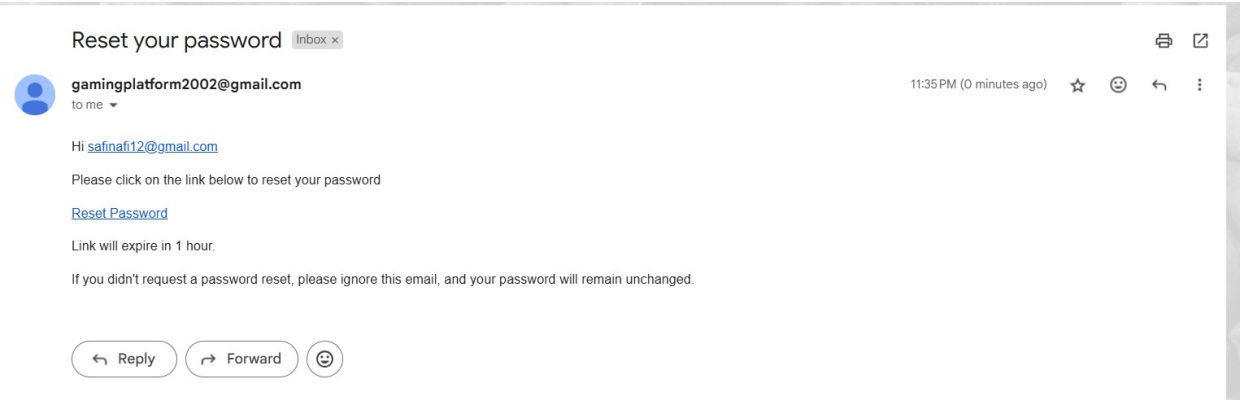 Reset your password Inbox ×
gamingplatform2002@gmail.com 11:35 PM (0 minutes ago)
to me
Hi safinafi12@gmail.com
Please click on the link below to reset your password
Reset Password
Link will expire in 1 hour.
If you didn't request a password reset, please ignore this email, and your password will remain unchanged.
Reply Forward